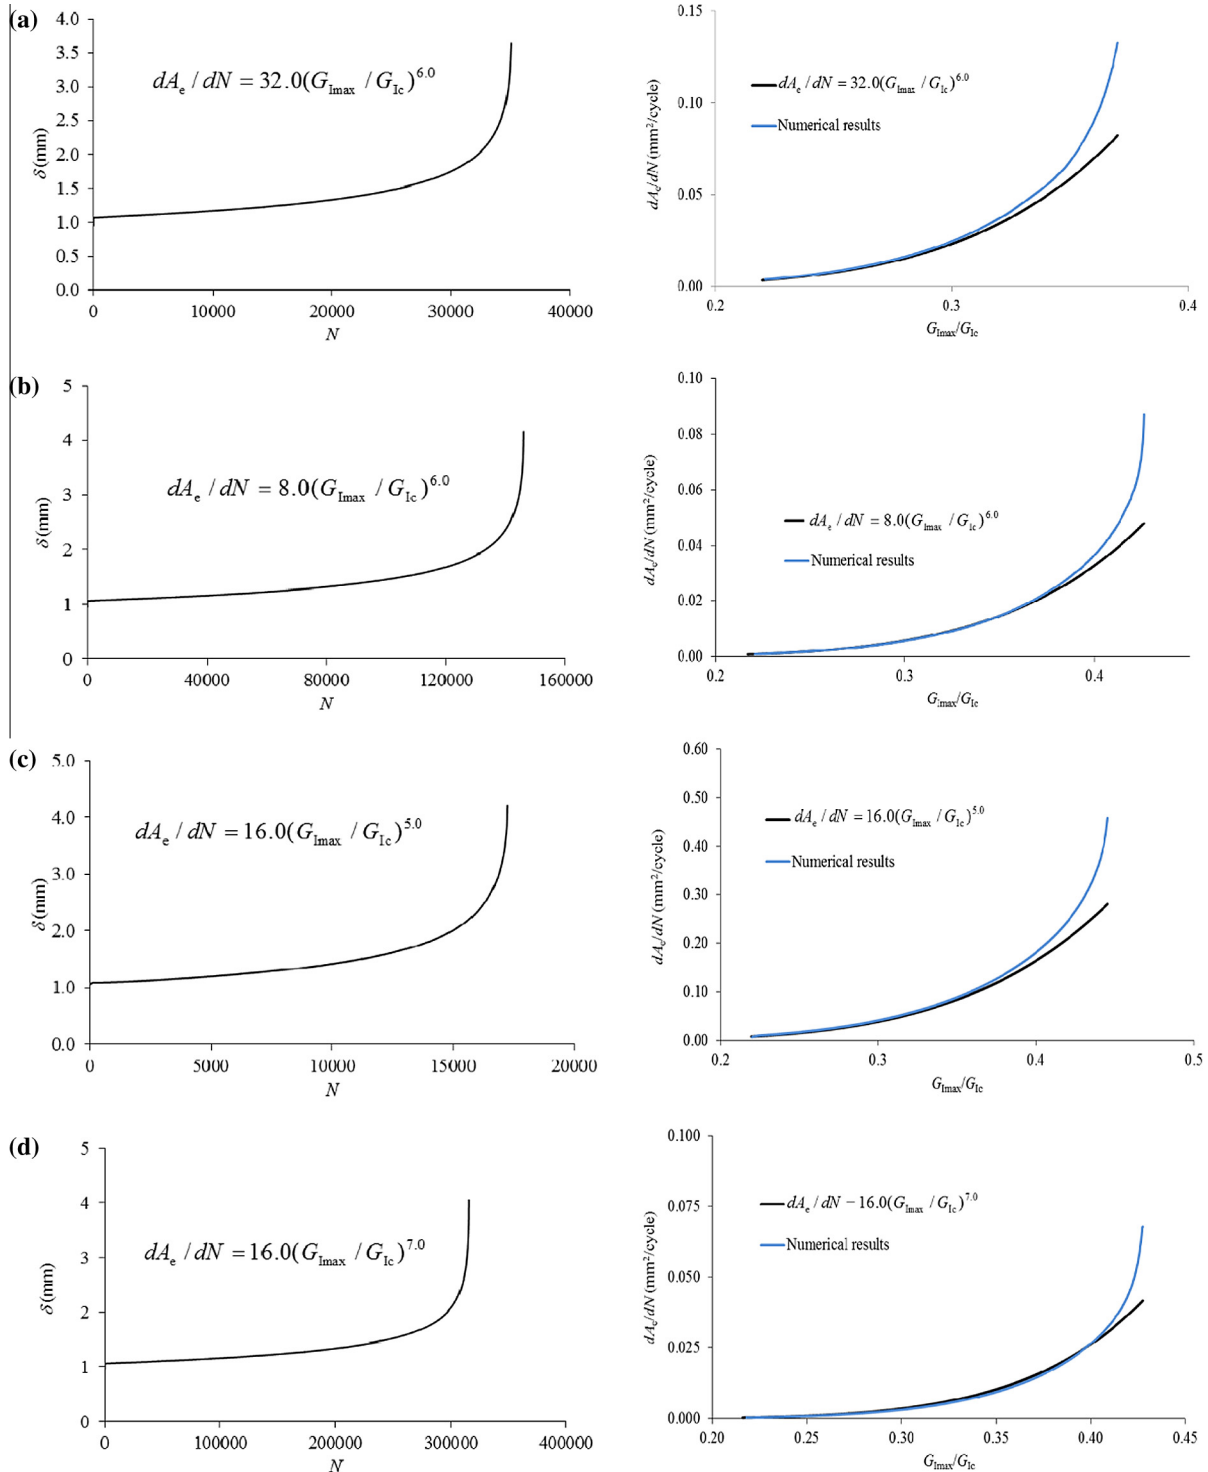 (a)
4.0
3.5
3.0
2.5
2.0
1.5
1.0
0.5
0.0
δ (mm)
dAe / dN = 32.0(GImax / GIc)^6.0
0 10000 20000 30000 40000
N
0.15
0.10
0.05
0.00
dAe/dN (mm²/cycle)
dAe / dN = 32.0(GImax / GIc)^6.0
Numerical results
0.2 0.3 0.4
GImax/GIc
(b)
5
4
3
2
1
0
δ (mm)
dAe / dN = 8.0(GImax / GIc)^6.0
0 40000 80000 120000 160000
N
0.10
0.08
0.06
0.04
0.02
0.00
dAe/dN (mm²/cycle)
dAe / dN = 8.0(GImax / GIc)^6.0
Numerical results
0.2 0.3 0.4
GImax/GIc
(c)
5.0
4.0
3.0
2.0
1.0
0.0
δ (mm)
dAe / dN = 16.0(GImax / GIc)^5.0
0 5000 10000 15000 20000
N
0.60
0.50
0.40
0.30
0.20
0.10
0.00
dAe/dN (mm²/cycle)
dAe / dN = 16.0(GImax / GIc)^5.0
Numerical results
0.2 0.3 0.4 0.5
GImax/GIc
(d)
5
4
3
2
1
0
δ (mm)
dAe / dN = 16.0(GImax / GIc)^7.0
0 100000 200000 300000 400000
N
0.100
0.075
0.050
0.025
0.000
dAe/dN (mm²/cycle)
dAe / dN − 16.0(GImax / GIc)^7.0
Numerical results
0.20 0.25 0.30 0.35 0.40 0.45
GImax/GIc